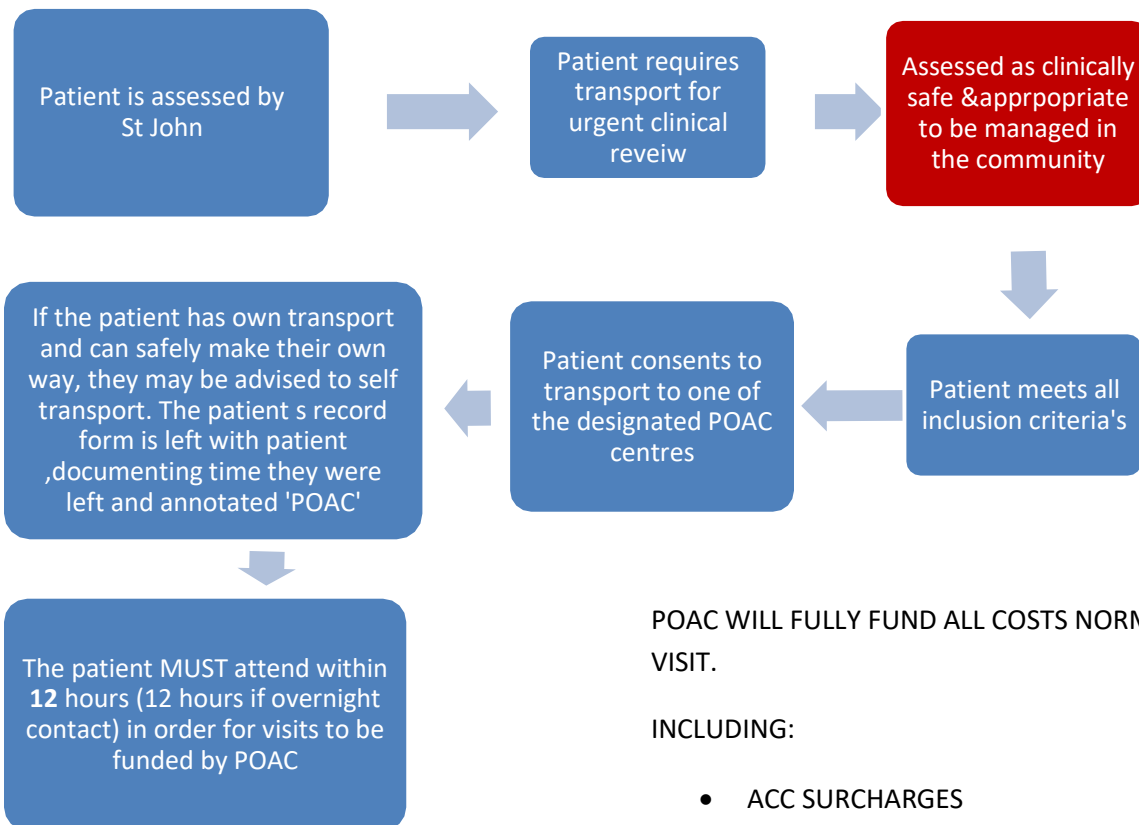 Patient is assessed by
St John
Patient requires
transport for
urgent clinical
reveiw
Assessed as clinically
safe &apprpopriate
to be managed in
the community
Patient meets all
inclusion criteria's
Patient consents to
transport to one of
the designated POAC
centres
If the patient has own transport
and can safely make their own
way, they may be advised to self
transport. The patient s record
form is left with patient
,documenting time they were
left and annotated 'POAC'
The patient MUST attend within
12 hours (12 hours if overnight
contact) in order for visits to be
funded by POAC
POAC WILL FULLY FUND ALL COSTS
VISIT.
INCLUDING:
• ACC SURCHARGES